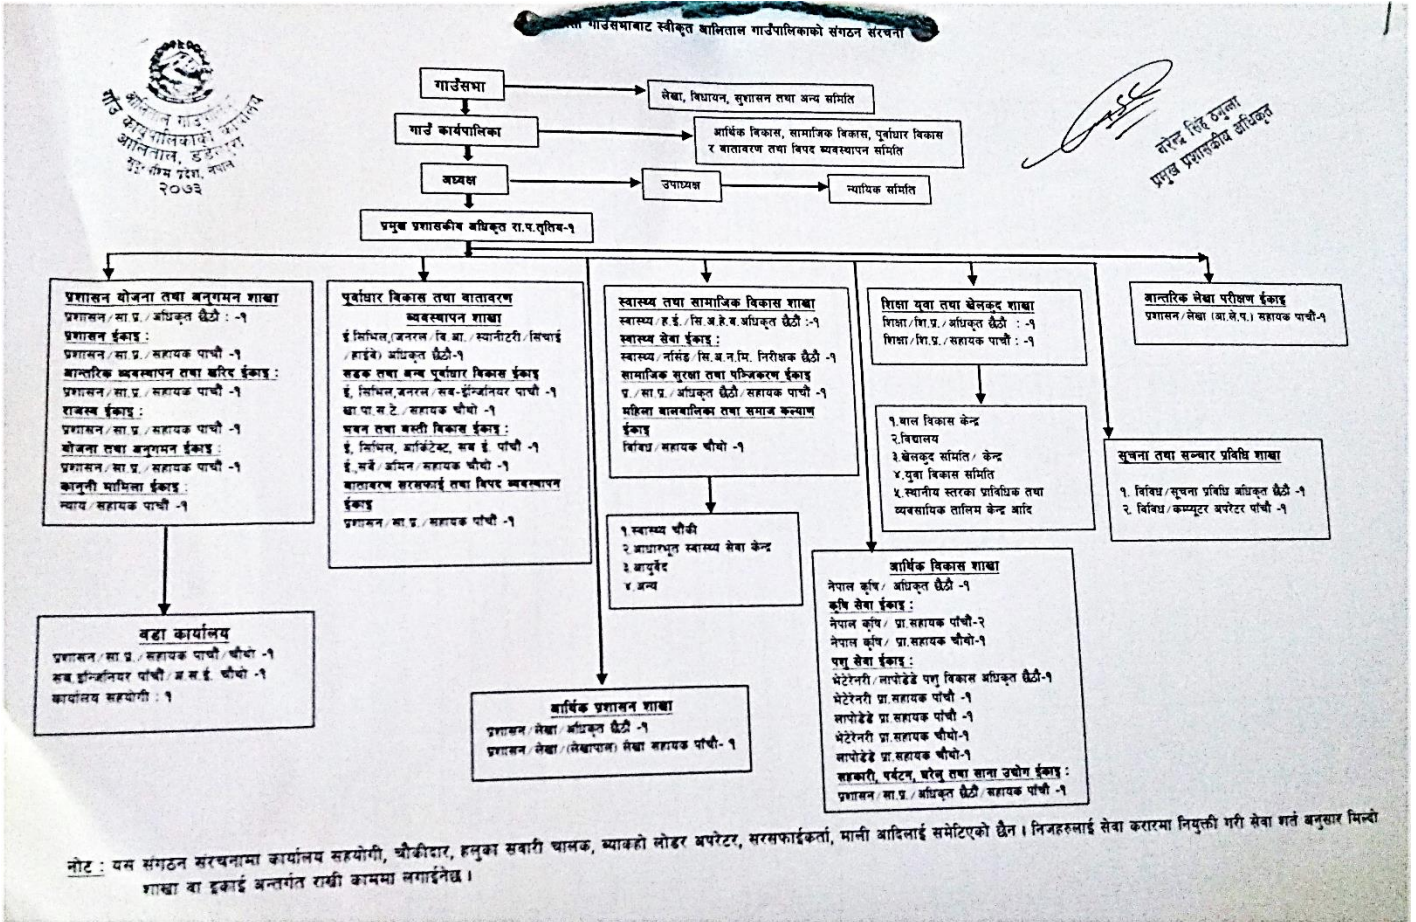 गाउँसभाबाट स्वीकृत आलिताल गाउँपालिकाको संगठन संरचना
आलिताल गाउँपालिका
गाउँ कार्यपालिकाको कार्यालय
आलिताल, डडेल्धुरा
सुदूर पश्चिम प्रदेश, नेपाल
२०७३
गाउँसभा
लेखा, विधायन, सुशासन तथा अन्य समिति
गाउँ कार्यपालिका
आर्थिक विकास, सामाजिक विकास, पूर्वाधार विकास
र वातावरण तथा विपद व्यवस्थापन समिति
अध्यक्ष
उपाध्यक्ष
न्यायिक समिति
प्रमुख प्रशासकीय अधिकृत रा.प.तृतिय-१
नरेन्द्र सिंह ठगुन्ना
प्रमुख प्रशासकीय अधिकृत
प्रशासन योजना तथा अनुगमन शाखा
प्रशासन/सा.प्र./अधिकृत छैठौ : -१
प्रशासन ईकाइ :
प्रशासन/सा.प्र./सहायक पाचौ -१
आन्तरिक व्यवस्थापन तथा खरिद ईकाइ :
प्रशासन/सा.प्र./सहायक पाचौ -१
राजस्व ईकाइ :
प्रशासन/सा.प्र./सहायक पाचौ -१
योजना तथा अनुगमन ईकाइ :
प्रशासन/सा.प्र./सहायक पाचौ -१
कानुनी मामिला ईकाइ :
न्याय/सहायक पाचौ -१
पूर्वाधार विकास तथा वातावरण
व्यवस्थापन शाखा
ई.सिभिल,(जनरल/बि.आ./स्यानीटरी/सिंचाई
/हाईवे) अधिकृत छैठौ-१
सडक तथा अन्य पूर्वाधार विकास ईकाइ
ई, सिभिल,जनरल/सब-ईन्जिनियर पाचौं -१
खा.पा.स.टे./सहायक चौथो -१
भवन तथा बस्ती विकास ईकाइ :
ई, सिभिल, आर्किटेक्ट, सब ई. पाँचौ -१
ई.,सर्वे/अमिन/सहायक चौथो -१
वातावरण सरसफाई तथा विपद व्यवस्थापन
ईकाइ
प्रशासन/सा.प्र./सहायक पांचौ -१
स्वास्थ्य तथा सामाजिक विकास शाखा
स्वास्थ्य/ह.ई./सि.अ.हे.व.अधिकृत छैठौ :-१
स्वास्थ्य सेवा ईकाइ :
स्वास्थ्य/नर्सिङ/सि.अ.न.मि. निरीक्षक छैठौ -१
सामाजिक सुरक्षा तथा पञ्जिकरण ईकाइ
प्र./सा.प्र./अधिकृत छैठौ/सहायक पाचौं -१
महिला बालबालिका तथा समाज कल्याण
ईकाइ
विविध/सहायक चौथो -१
शिक्षा युवा तथा खेलकुद शाखा
शिक्षा/शि.प्र./अधिकृत छैठौ : -१
शिक्षा/शि.प्र./सहायक पाचौं : -१
आन्तरिक लेखा परीक्षण ईकाइ
प्रशासन/लेखा (आ.ले.प.) सहायक पाचौ-१
१.बाल विकास केन्द्र
२.विद्यालय
३.खेलकुद समिति/ केन्द्र
४.युवा विकास समिति
५.स्थानीय स्तरका प्राविधिक तथा
व्यवसायिक तालिम केन्द्र आदि
सूचना तथा सञ्चार प्रविधि शाखा
१. विविध/सूचना प्रविधि अधिकृत छैठौ -१
२. विविध/कम्प्यूटर अपरेटर पाँचौ -१
१.स्वास्थ्य चौकी
२.आधारभूत स्वास्थ्य सेवा केन्द्र
३.आयुर्वेद
४.अन्य
आर्थिक विकास शाखा
नेपाल कृषि/ अधिकृत छैठौ -१
कृषि सेवा ईकाइ :
नेपाल कृषि/ प्रा.सहायक पांचौ-२
नेपाल कृषि/ प्रा.सहायक चौथो-१
पशु सेवा ईकाइ :
भेटेरेनरी/लापोडेडे पशु विकास अधिकृत छैठौ-१
भेटेरेनरी प्रा.सहायक पांचौ -१
लापोडेडे प्रा.सहायक पांचौ -१
भेटेरेनरी प्रा.सहायक चौथो-१
लापोडेडे प्रा.सहायक चौथो-१
सहकारी, पर्यटन, घरेलु तथा साना उद्योग ईकाइ :
प्रशासन/सा.प्र./अधिकृत छैठौ/सहायक पांचौ -१
वडा कार्यालय
प्रशासन/सा.प्र./सहायक पाचौं/चौथो -१
सब.इन्जिनियर पांचौ/अ.स.ई. चौथो -१
कार्यालय सहयोगी : १
आर्थिक प्रशासन शाखा
प्रशासन/लेखा/अधिकृत छैठौ -१
प्रशासन/लेखा/(लेखापाल) लेखा सहायक पांचौ- १
नोट : यस संगठन संरचनामा कार्यालय सहयोगी, चौकीदार, हलुका सवारी चालक, ब्याकहो लोडर अपरेटर, सरसफाईकर्ता, माली आदिलाई समेटिएको छैन । निजहरुलाई सेवा करारमा नियुक्ती गरी सेवा शर्त अनुसार मिल्दो
शाखा वा इकाई अन्तर्गत राखी काममा लगाईनेछ ।